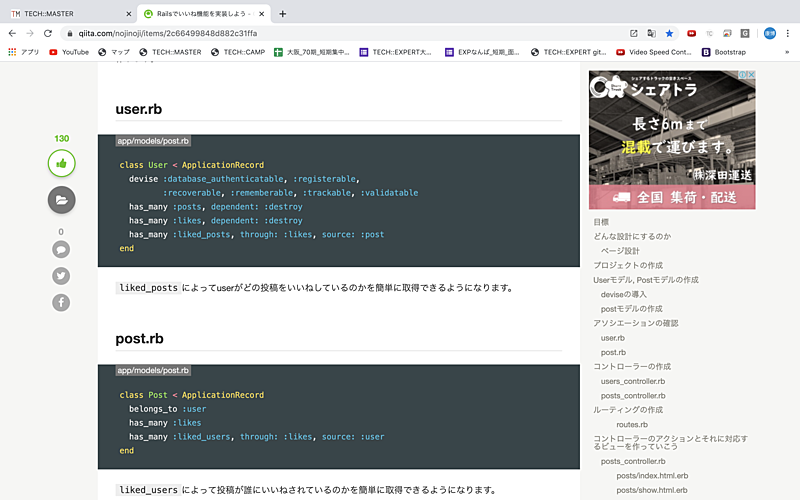 TECH::MASTER
Railsでいいね機能を実装しよう -
qiita.com/nojinoji/items/2c66499848d882c31ffa
アプリ
YouTube
マップ
TECH::MASTER
TECH::CAMP
大阪_70期_短期集中...
TECH::EXPERT大...
EXPなんば_短期_面...
TECH::EXPERT git...
Video Speed Cont...
Bootstrap
user.rb
130
app/models/post.rb
class User < ApplicationRecord
devise :database_authenticatable, :registerable,
:recoverable, :rememberable, :trackable, :validatable
has_many :posts, dependent: :destroy
has_many :likes, dependent: :destroy
has_many :liked_posts, through: :likes, source: :post
end
0
liked_posts によってuserがどの投稿をいいねしているのかを簡単に取得できるようになります。
post.rb
app/models/post.rb
class Post < ApplicationRecord
belongs_to :user
has_many :likes
has_many :liked_users, through: :likes, source: :user
end
liked_users によって投稿が誰にいいねされているのかを簡単に取得できるようになります。
シェアトラ
長さ6mまで
混載で運びます。
㈱深田運送
全国 集荷・配送
目標
どんな設計にするのか
ページ設計
プロジェクトの作成
Userモデル, Postモデルの作成
deviseの導入
postモデルの作成
アソシエーションの確認
user.rb
post.rb
コントローラーの作成
users_controller.rb
posts_controller.rb
ルーティングの作成
routes.rb
コントローラーのアクションとそれに対応す
るビューを作っていこう
posts_controller.rb
posts/index.html.erb
posts/show.html.erb